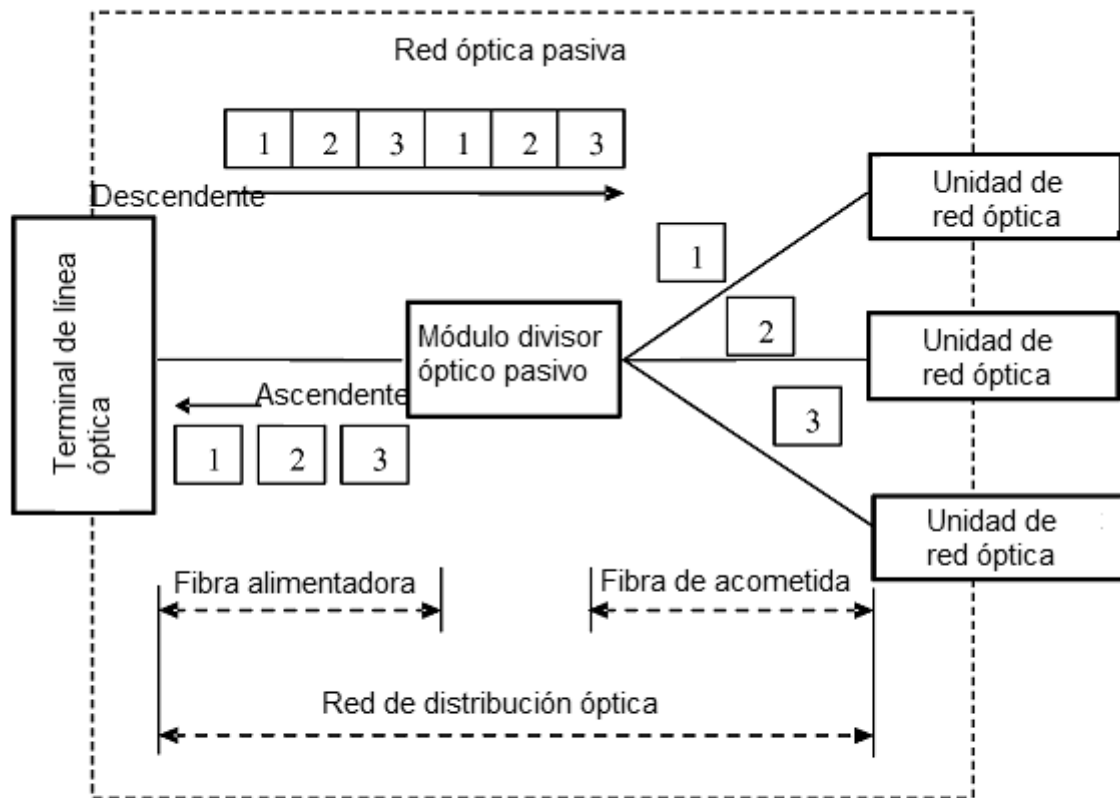 Red óptica pasiva
1 2 3 1 2 3
Descendente
Unidad de
red óptica
1
Terminal de línea
óptica
Módulo divisor
óptico pasivo
2
Unidad de
red óptica
Ascendente
1 2 3
3
Unidad de
red óptica
Fibra alimentadora
Fibra de acometida
Red de distribución óptica